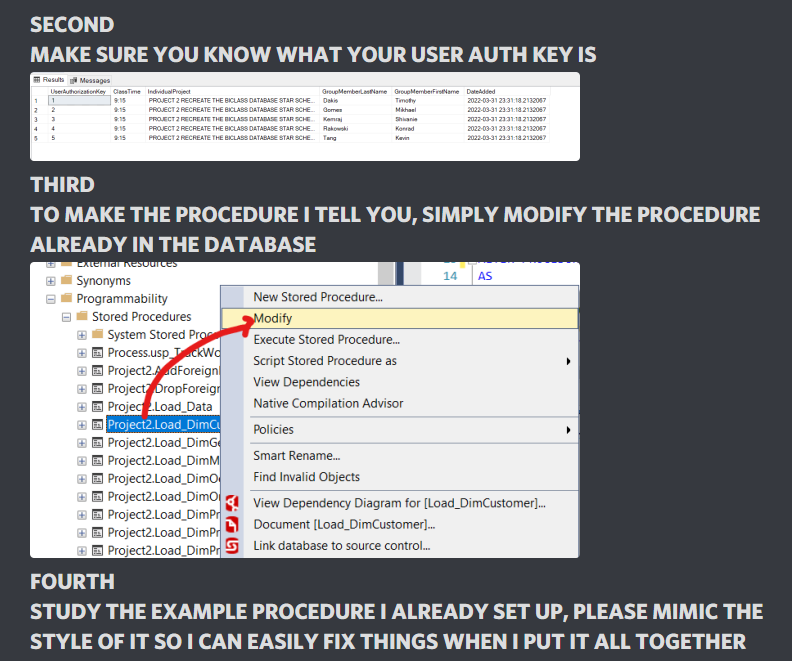 SECOND
MAKE SURE YOU KNOW WHAT YOUR USER AUTH KEY IS
Results Messages
UserAuthorizationKey ClassTime IndividualProject GroupMemberLastName GroupMemberFirstName DateAdded
1 1 9:15 PROJECT 2 RECREATE THE BICLASS DATABASE STAR SCHE... Dakis Timothy 2022-03-31 23:31:18.2132067
2 2 9:15 PROJECT 2 RECREATE THE BICLASS DATABASE STAR SCHE... Gomes Mikhael 2022-03-31 23:31:18.2132067
3 3 9:15 PROJECT 2 RECREATE THE BICLASS DATABASE STAR SCHE... Kemraj Shivanie 2022-03-31 23:31:18.2132067
4 4 9:15 PROJECT 2 RECREATE THE BICLASS DATABASE STAR SCHE... Rakowski Konrad 2022-03-31 23:31:18.2132067
5 5 9:15 PROJECT 2 RECREATE THE BICLASS DATABASE STAR SCHE... Tang Kevin 2022-03-31 23:31:18.2132067
THIRD
TO MAKE THE PROCEDURE I TELL YOU, SIMPLY MODIFY THE PROCEDURE
ALREADY IN THE DATABASE
External Resources
Synonyms
Programmability
Stored Procedures
System Stored Proc
Process.usp_TrackWo
Project2.AddForeignK
Project2.DropForeign
Project2.Load_Data
Project2.Load_DimCu
Project2.Load_DimGe
Project2.Load_DimM
Project2.Load_DimOc
Project2.Load_DimOr
Project2.Load_DimPr
Project2.Load_DimPr
Project2.Load_DimPr
14 AS
New Stored Procedure...
Modify
Execute Stored Procedure...
Script Stored Procedure as
View Dependencies
Native Compilation Advisor
Policies
Smart Rename...
Find Invalid Objects
View Dependency Diagram for [Load_DimCustomer]...
Document [Load_DimCustomer]...
Link database to source control...
FOURTH
STUDY THE EXAMPLE PROCEDURE I ALREADY SET UP, PLEASE MIMIC THE
STYLE OF IT SO I CAN EASILY FIX THINGS WHEN I PUT IT ALL TOGETHER